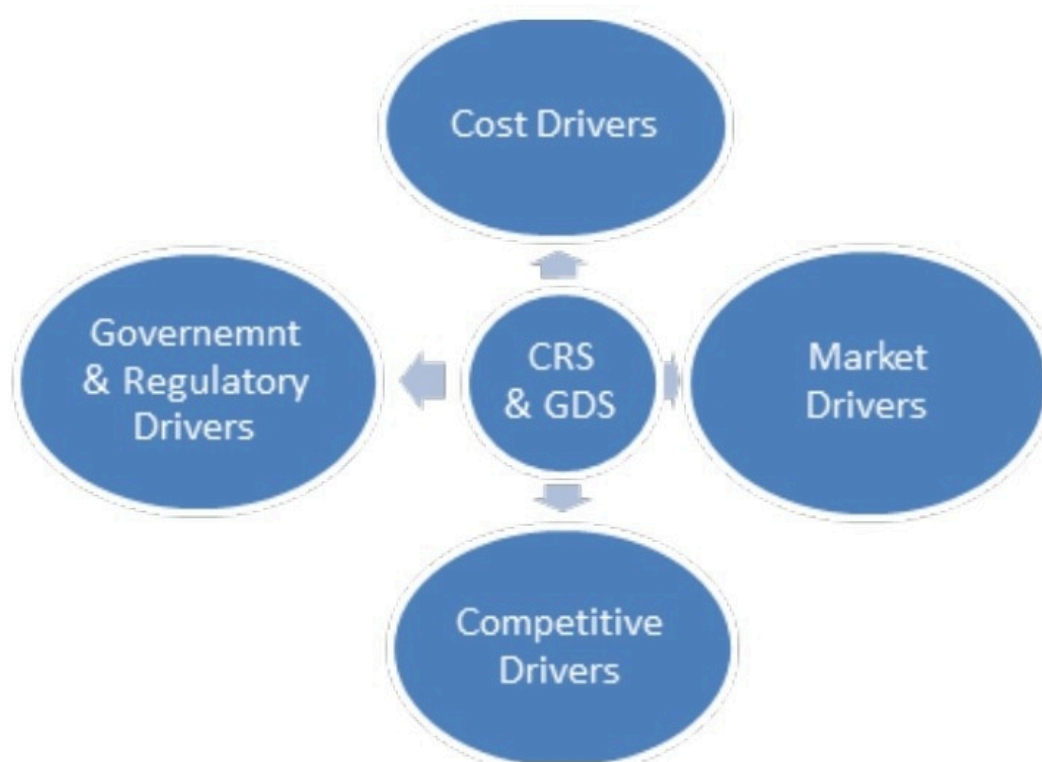 Cost Drivers
Governemnt
& Regulatory
Drivers
CRS
& GDS
Market
Drivers
Competitive
Drivers